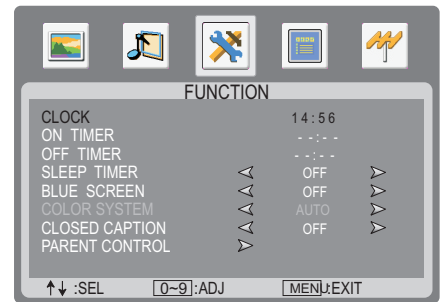 FUNCTION
CLOCK 14:56
ON TIMER --:--
OFF TIMER --:--
SLEEP TIMER OFF
BLUE SCREEN OFF
COLOR SYSTEM AUTO
CLOSED CAPTION OFF
PARENT CONTROL
:SEL 0~9:ADJ MENU:EXIT